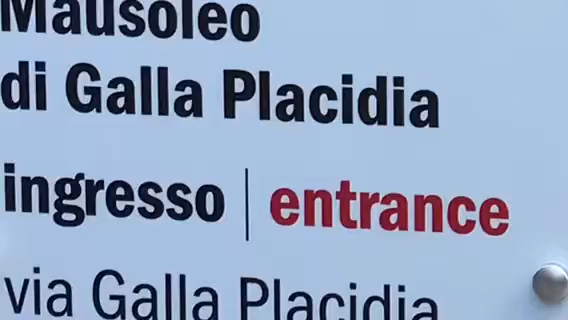 Mausoleo
di Galla Placidia
ingresso | entrance
via Galla Placidia